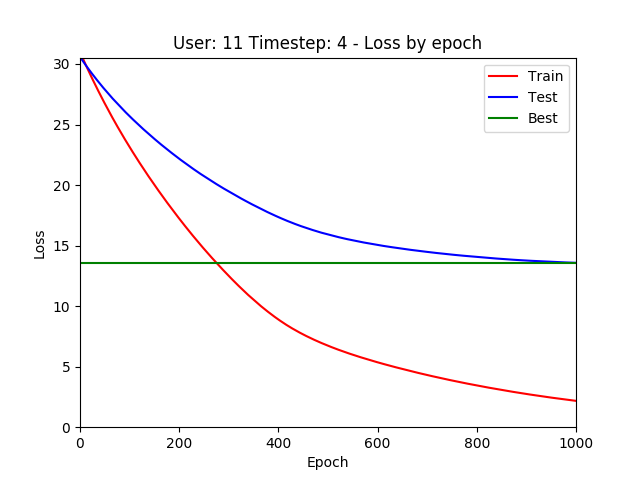 User: 11 Timestep: 4 - Loss by epoch
30
25
20
15
10
5
0
Loss
Train
Test
Best
0 200 400 600 800 1000
Epoch